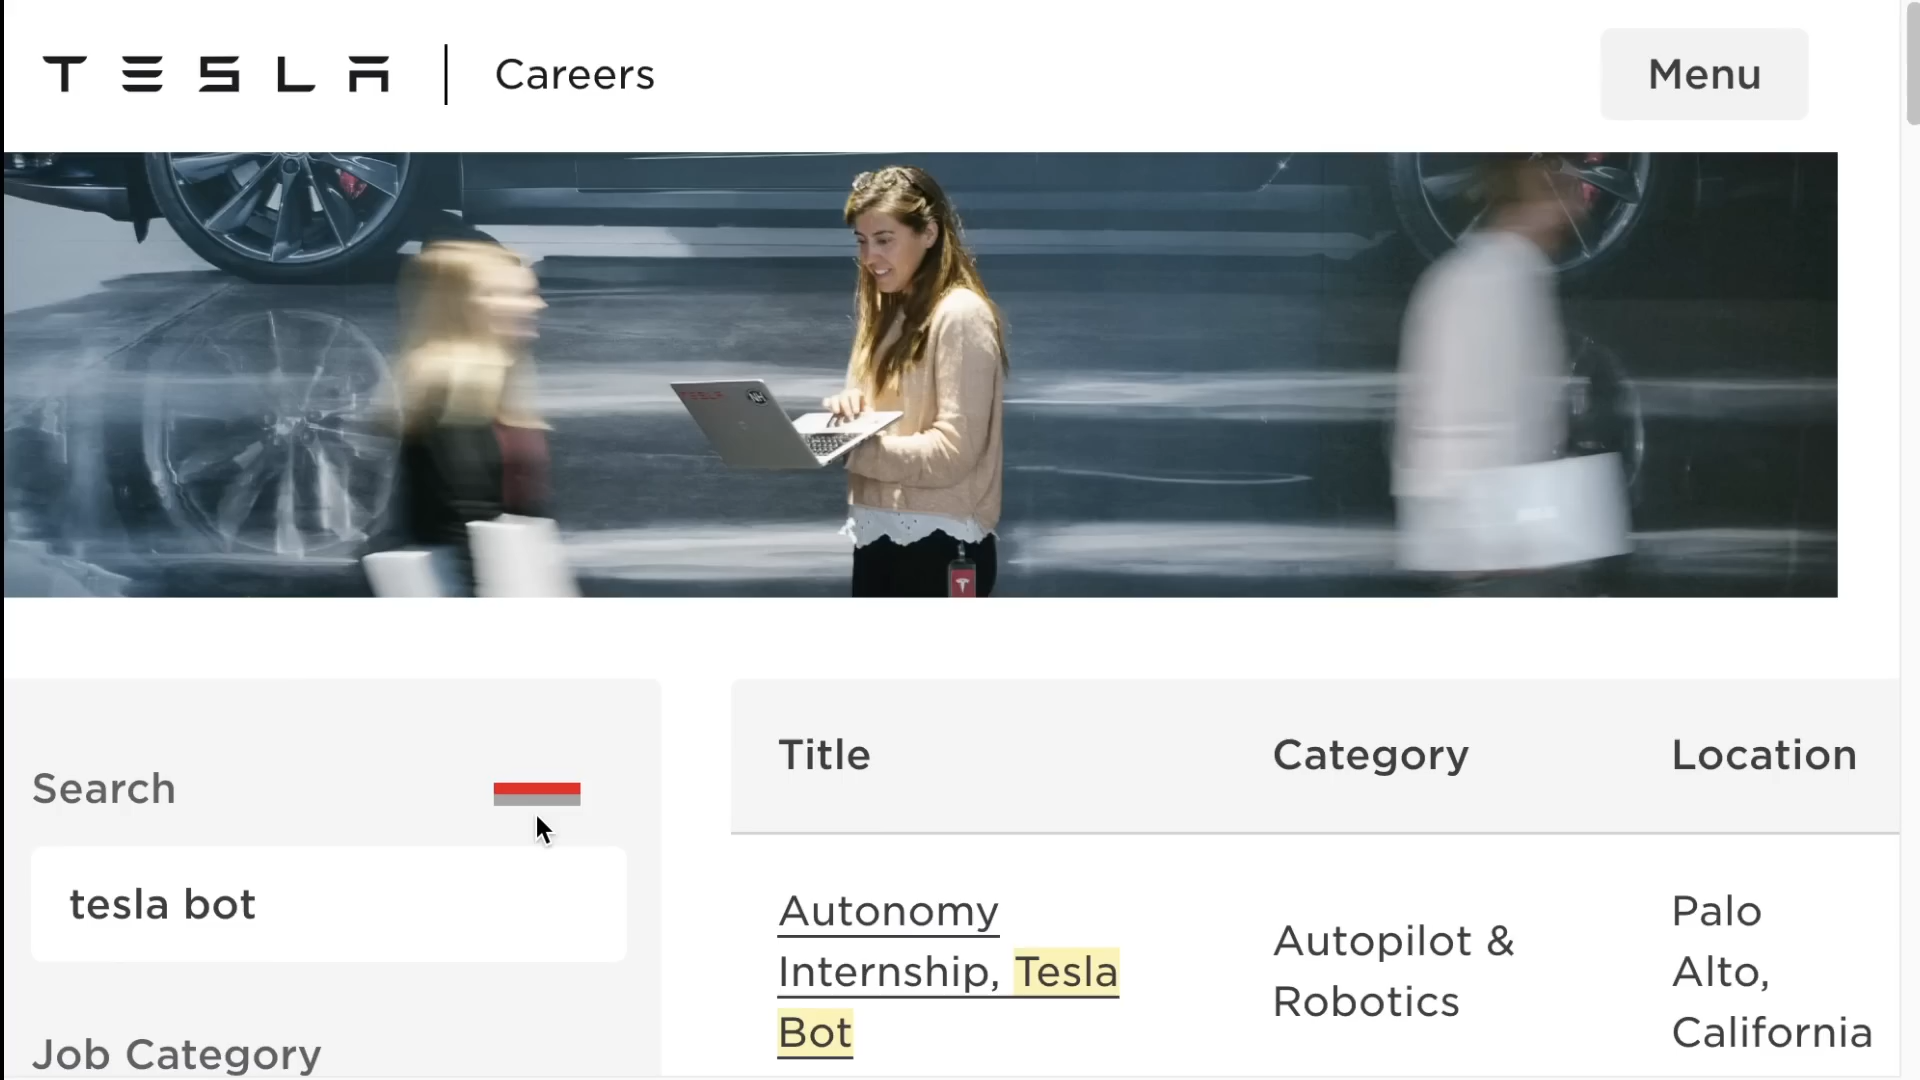 TESLA
Careers
Menu
TESLA
Search
tesla bot
Job Category
Title
Category
Location
Autonomy
Internship, Tesla
Bot
Autopilot &
Robotics
Palo
Alto,
California